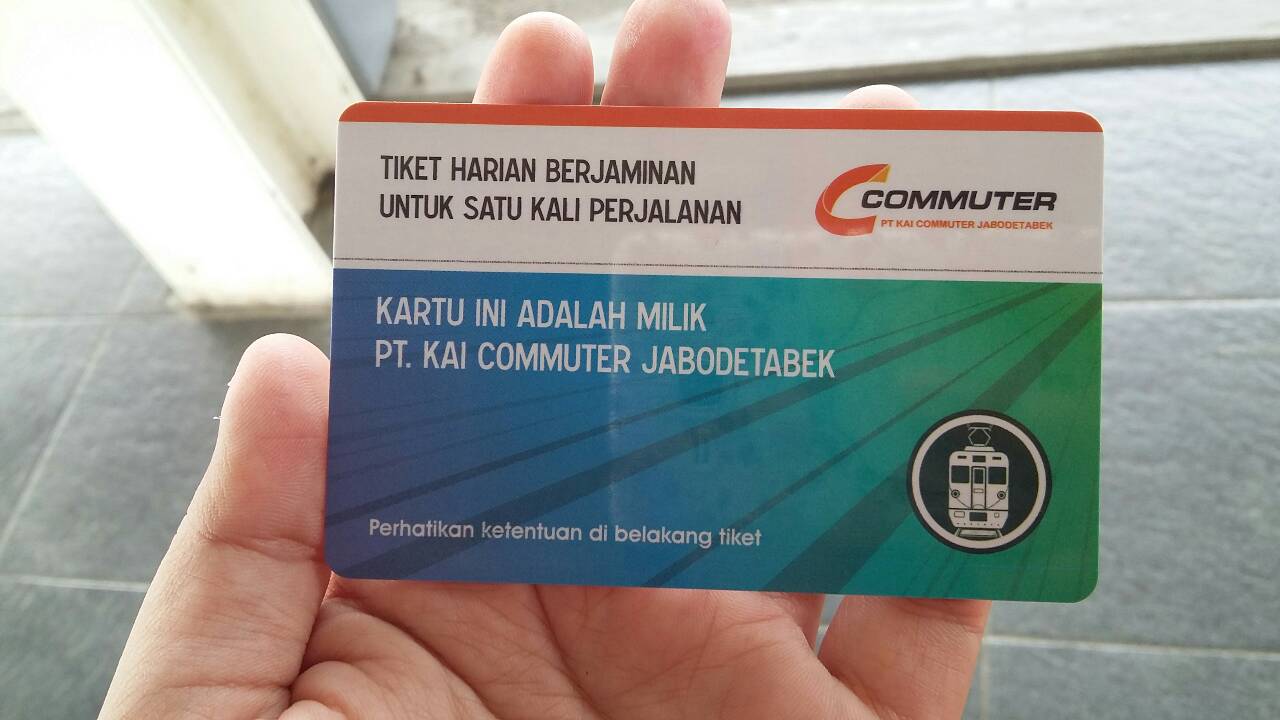 TIKET HARIAN BERJAMINAN
UNTUK SATU KALI PERJALANAN
COMMUTER
PT KAI COMMUTER JABODETABEK
KARTU INI ADALAH MILIK
PT. KAI COMMUTER JABODETABEK
Perhatikan ketentuan di belakang tiket